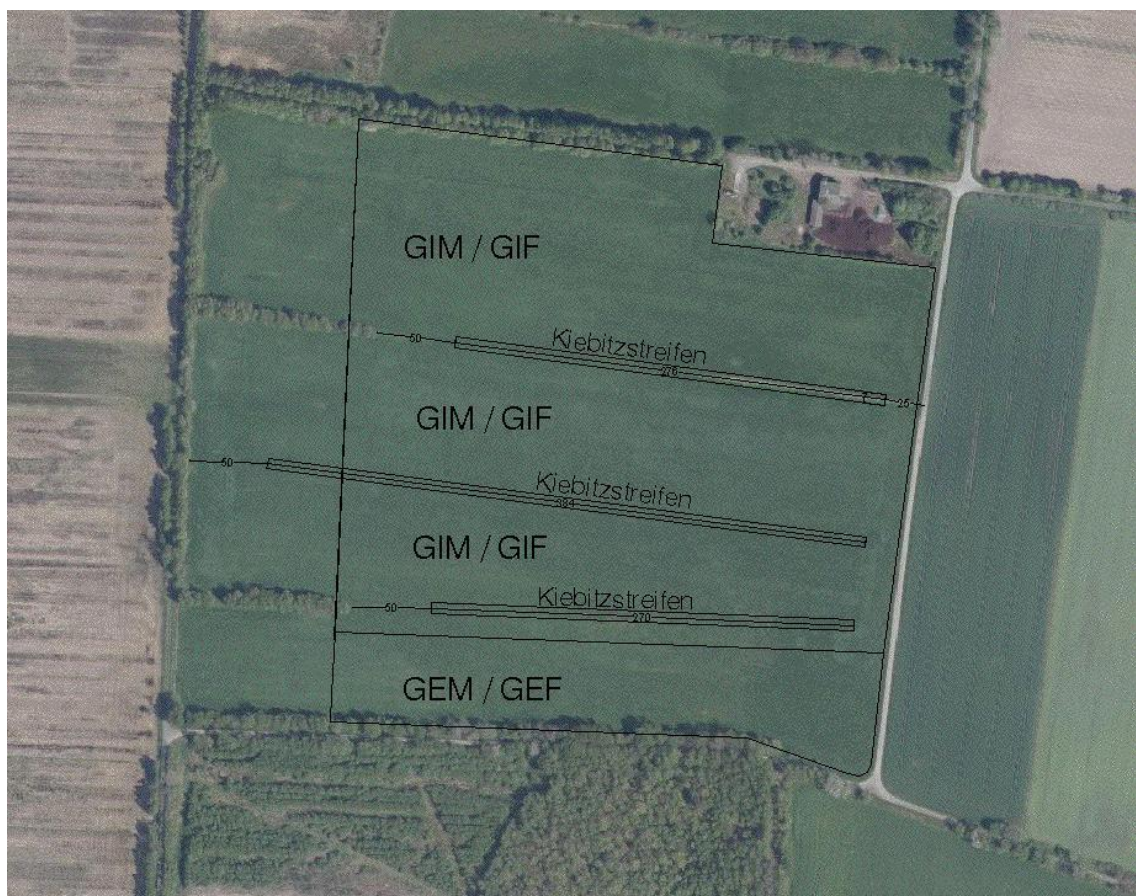 GIM / GIF
Kiebitzstreifen
50
276
25
GIM / GIF
Kiebitzstreifen
50
384
GIM / GIF
Kiebitzstreifen
50
270
GEM / GEF